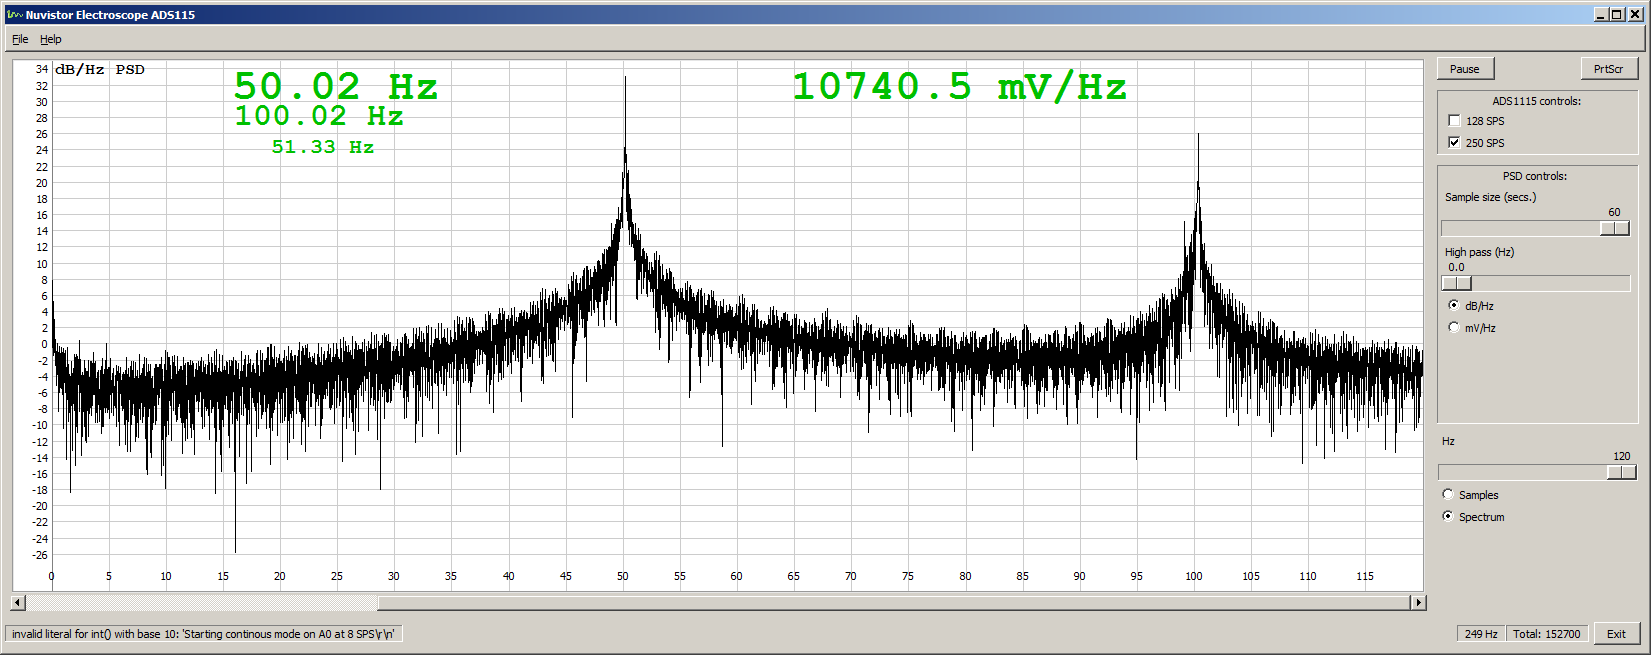 Nuvistor Electroscope ADS115
File Help
dB/Hz PSD
50.02 Hz
100.02 Hz
51.33 Hz
10740.5 mV/Hz
34
32
30
28
26
24
22
20
18
16
14
12
10
8
6
4
2
0
-2
-4
-6
-8
-10
-12
-14
-16
-18
-20
-22
-24
-26
0 5 10 15 20 25 30 35 40 45 50 55 60 65 70 75 80 85 90 95 100 105 110 115
Pause PrtScr
ADS1115 controls:
128 SPS
250 SPS
PSD controls:
Sample size (secs.)
60
High pass (Hz)
0.0
dB/Hz
mV/Hz
Hz
120
Samples
Spectrum
invalid literal for int() with base 10: 'Starting continous mode on A0 at 8 SPS\r\n'
249 Hz Total: 152700 Exit